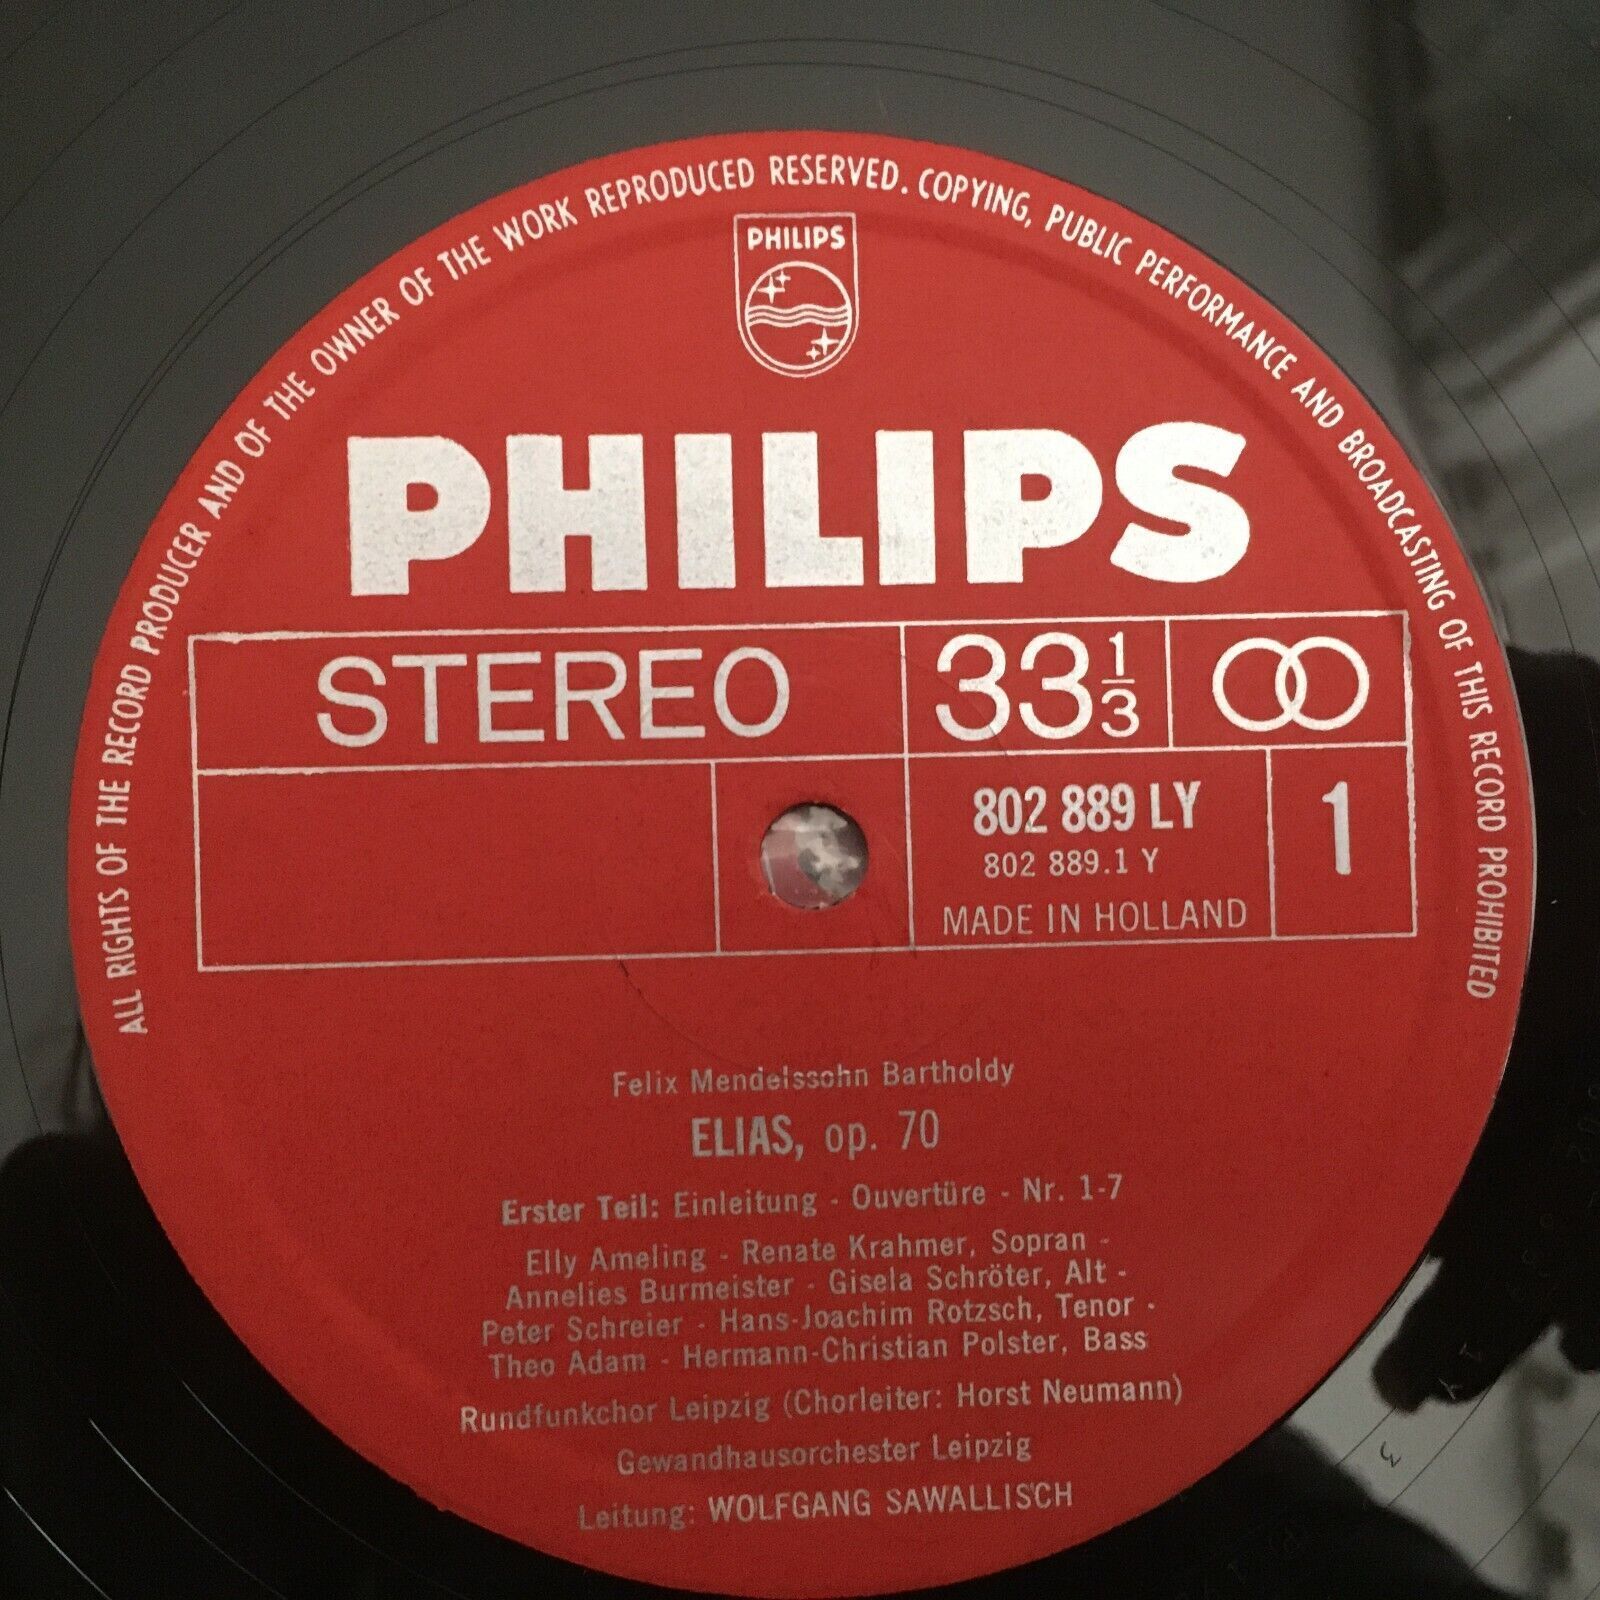 ALL RIGHTS OF THE RECORD PRODUCER AND OF THE OWNER OF THE WORK REPRODUCED RESERVED. COPYING, PUBLIC PERFORMANCE AND BROADCASTING OF THIS RECORD PROHIBITED
PHILIPS
PHILIPS
STEREO 33 1/3
802 889 LY 1
802 889.1 Y
MADE IN HOLLAND
Felix Mendelssohn Bartholdy
ELIAS, op. 70
Erster Teil: Einleitung - Ouvertüre - Nr. 1-7
Elly Ameling - Renate Krahmer, Sopran -
Annelies Burmeister - Gisela Schröter, Alt -
Peter Schreier - Hans-Joachim Rotzsch, Tenor -
Theo Adam - Hermann-Christian Polster, Bass
Rundfunkchor Leipzig (Chorleiter: Horst Neumann)
Gewandhausorchester Leipzig
Leitung: WOLFGANG SAWALLISCH